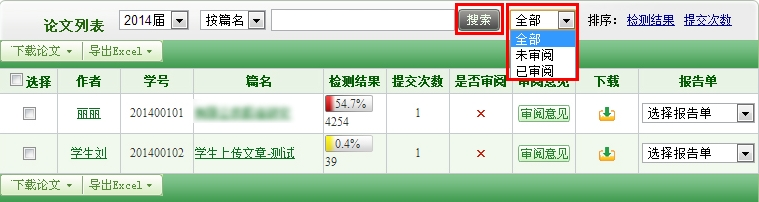 论文列表 2014届 按篇名 搜索 全部 排序： 检测结果 提交次数
全部
未审阅
已审阅
下载论文 导出Excel
选择 作者 学号 篇名 检测结果 提交次数 是否审阅 审阅意见 下载 报告单
丽丽 201400101 54.7% 1 × 审阅意见 选择报告单
4254
学生刘 201400102 学生上传文章-测试 0.4% 1 × 审阅意见 选择报告单
39
下载论文 导出Excel